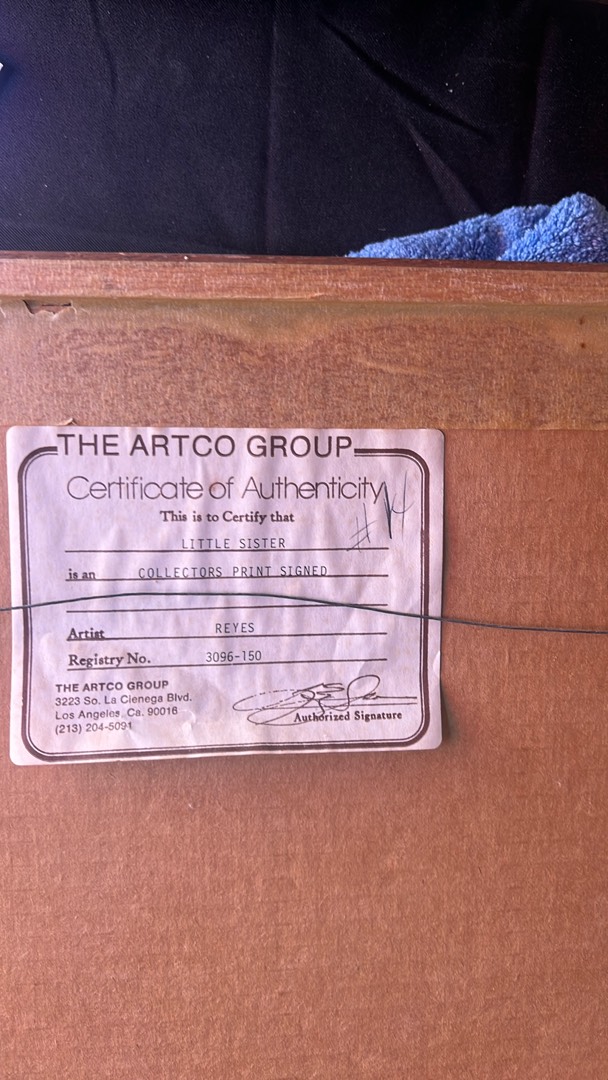 THE ARTCO GROUP
Certificate of Authenticity
This is to Certify that
LITTLE SISTER
is an COLLECTORS PRINT SIGNED
Artist REYES
Registry No. 3096-150
THE ARTCO GROUP
3223 So. La Cienega Blvd.
Los Angeles, Ca. 90016
(213) 204-5091
Authorized Signature